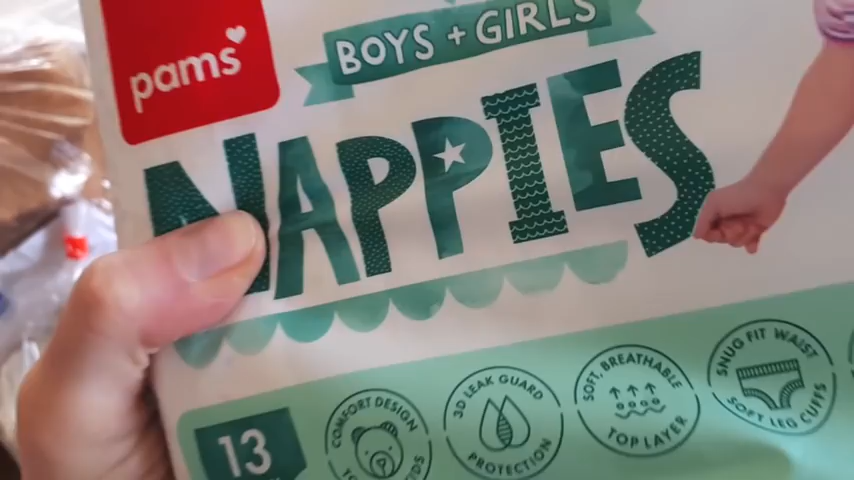 pams
BOYS + GIRLS
NAPPIES
COMFORT DESIGN
3D LEAK GUARD
PROTECTION
SOFT, BREATHABLE
TOP LAYER
SNUG FIT WAIST
SOFT LEG CUFFS
13